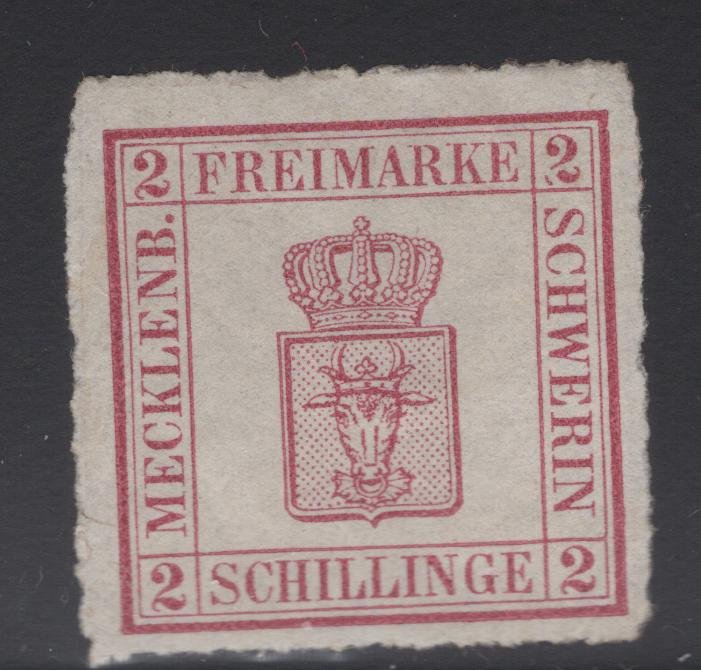 2 FREIMARKE 2
MECKLENB.
SCHWERIN
2 SCHILLINGE 2